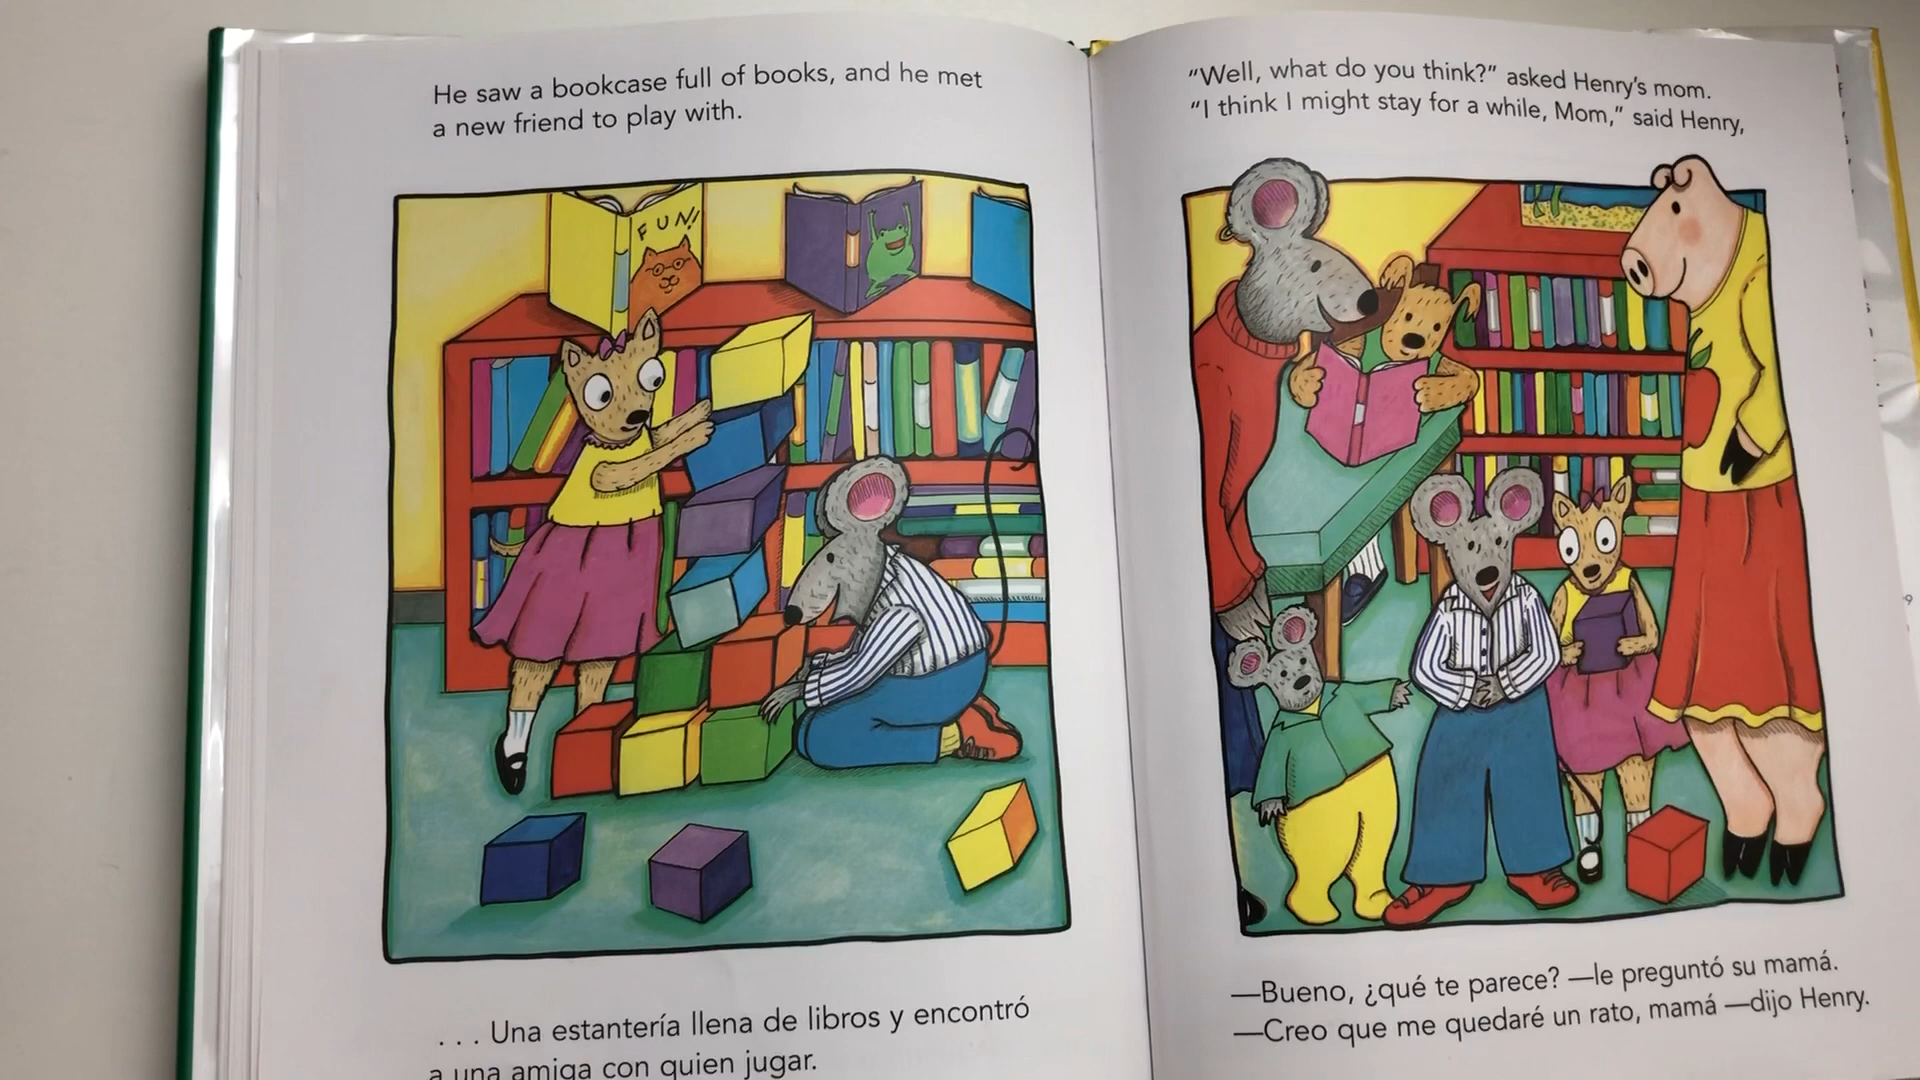 He saw a bookcase full of books, and he met
a new friend to play with.
FUN!
. . . Una estantería llena de libros y encontró
a una amiga con quien jugar.
“Well, what do you think?” asked Henry’s mom.
“I think I might stay for a while, Mom,” said Henry,
—Bueno, ¿qué te parece? —le preguntó su mamá.
—Creo que me quedaré un rato, mamá —dijo Henry.